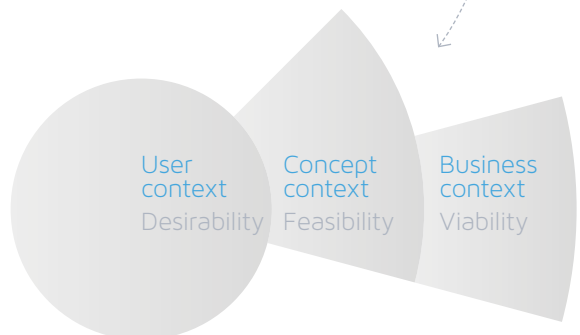 User
context
Desirability
Concept
context
Feasibility
Business
context
Viability